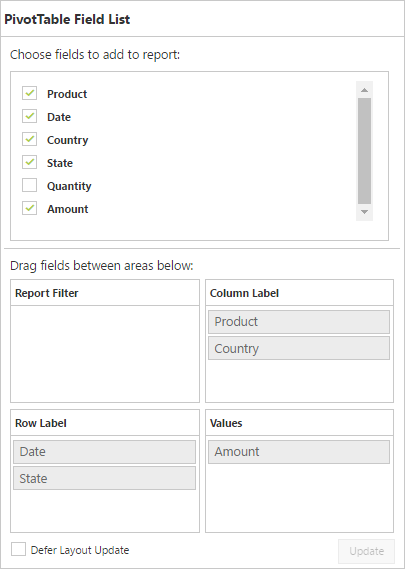 PivotTable Field List
Choose fields to add to report:
Product
Date
Country
State
Quantity
Amount
Drag fields between areas below:
Report Filter
Column Label
Product
Country
Row Label
Date
State
Values
Amount
Defer Layout Update
Update